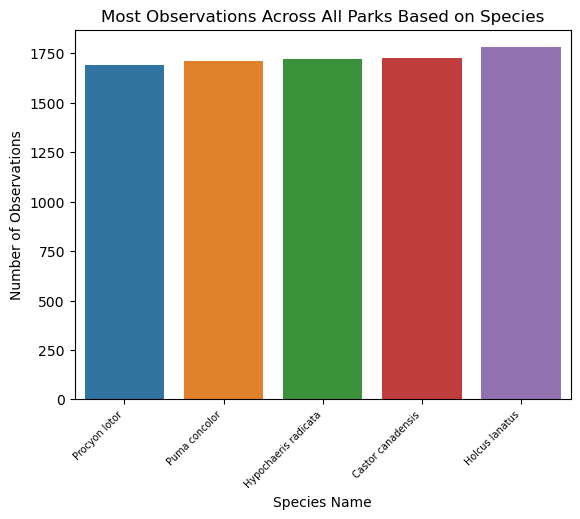 Most Observations Across All Parks Based on Species
Number of Observations
1750
1500
1250
1000
750
500
250
0
Procyon lotor
Puma concolor
Hypochaeris radicata
Castor canadensis
Holcus lanatus
Species Name